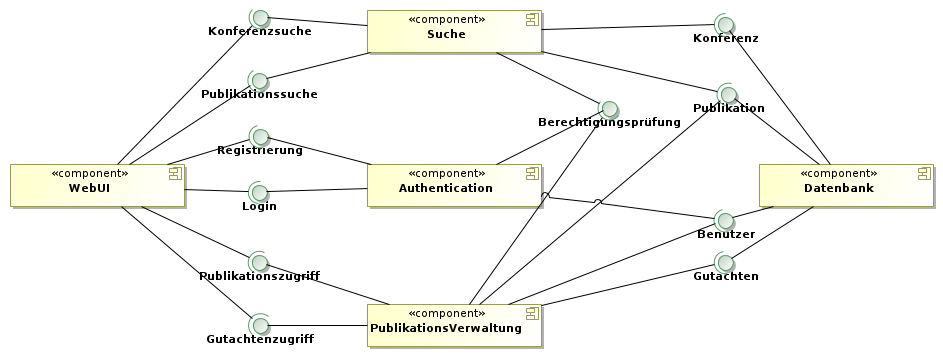 Konferenzsuche
«component»
Suche
Konferenz
Publikationssuche
Publikation
Berechtigungsprüfung
Registrierung
«component»
WebUI
«component»
Authentication
«component»
Datenbank
Login
Benutzer
Publikationszugriff
Gutachten
«component»
PublikationsVerwaltung
Gutachtenzugriff